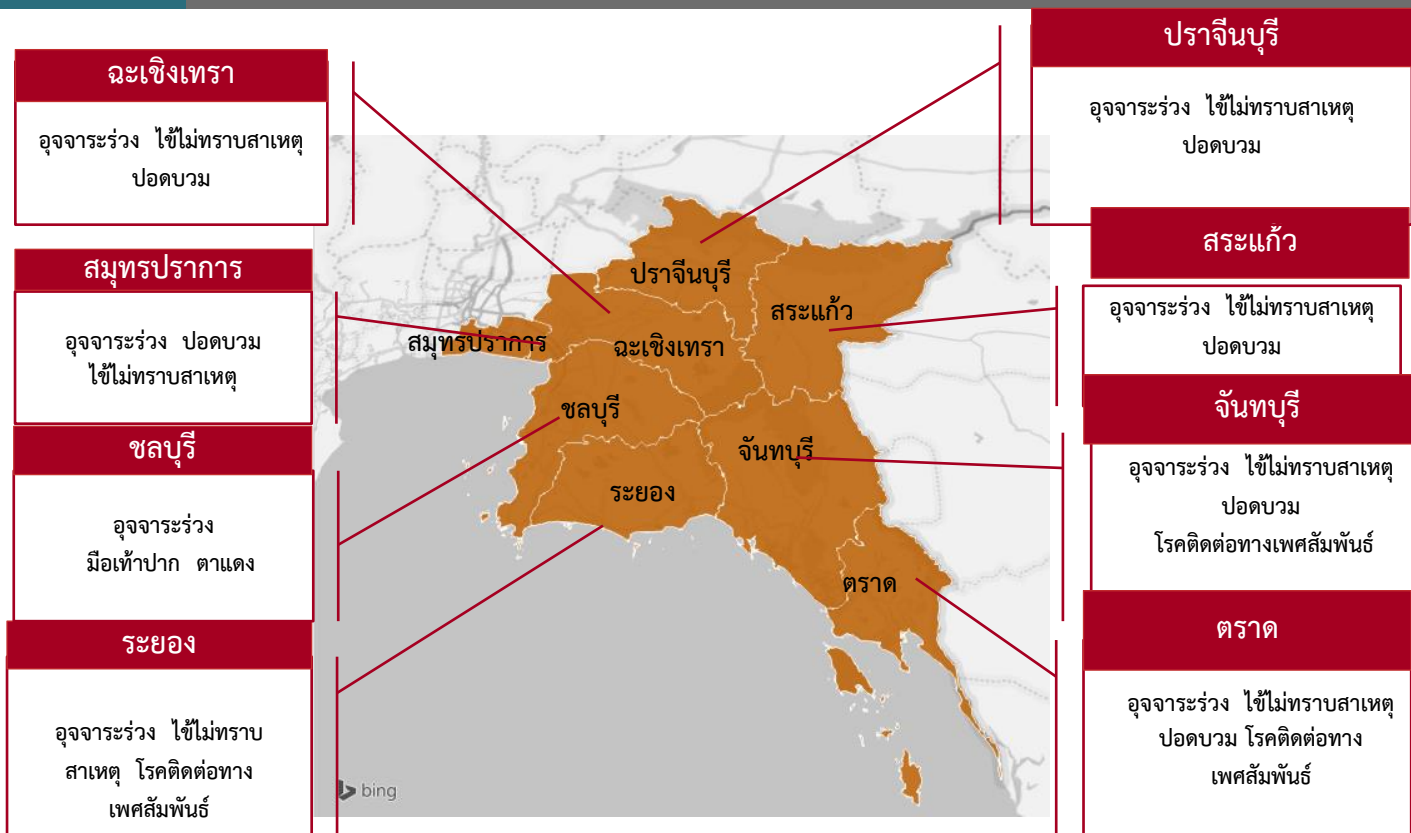 ฉะเชิงเทรา
อุจจาระร่วง ไข้ไม่ทราบสาเหตุ
ปอดบวม
สมุทรปราการ
อุจจาระร่วง ปอดบวม
ไข้ไม่ทราบสาเหตุ
ชลบุรี
อุจจาระร่วง
มือเท้าปาก ตาแดง
ระยอง
อุจจาระร่วง ไข้ไม่ทราบ
สาเหตุ โรคติดต่อทาง
เพศสัมพันธ์
ปราจีนบุรี
สระแก้ว
สมุทรปราการ
ฉะเชิงเทรา
ชลบุรี
จันทบุรี
ระยอง
ตราด
bing
ปราจีนบุรี
อุจจาระร่วง ไข้ไม่ทราบสาเหตุ
ปอดบวม
สระแก้ว
อุจจาระร่วง ไข้ไม่ทราบสาเหตุ
ปอดบวม
จันทบุรี
อุจจาระร่วง ไข้ไม่ทราบสาเหตุ
ปอดบวม
โรคติดต่อทางเพศสัมพันธ์
ตราด
อุจจาระร่วง ไข้ไม่ทราบสาเหตุ
ปอดบวม โรคติดต่อทาง
เพศสัมพันธ์